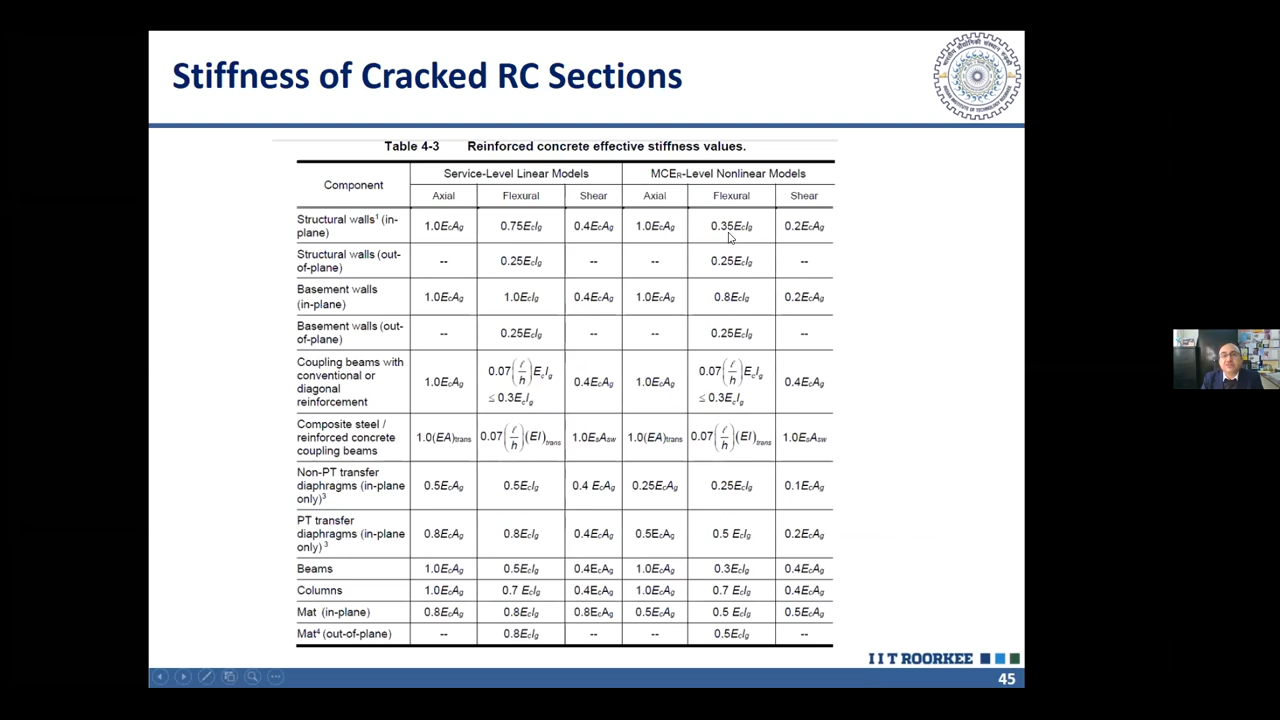 Stiffness of Cracked RC Sections
Table 4-3 Reinforced concrete effective stiffness values.
Component
Service-Level Linear Models
MCER-Level Nonlinear Models
Axial Flexural Shear Axial Flexural Shear
Structural walls¹ (in-
plane)
1.0EcAg 0.75EcIg 0.4EcAg 1.0EcAg 0.35EcIg 0.2EcAg
Structural walls (out-
of-plane)
-- 0.25EcIg -- -- 0.25EcIg --
Basement walls
(in-plane)
1.0EcAg 1.0EcIg 0.4EcAg 1.0EcAg 0.8EcIg 0.2EcAg
Basement walls (out-
of-plane)
-- 0.25EcIg -- -- 0.25EcIg --
Coupling beams with
conventional or
diagonal
reinforcement
1.0EcAg 0.07(ℓ/h)EcIg ≤ 0.3EcIg 0.4EcAg 1.0EcAg 0.07(ℓ/h)EcIg ≤ 0.3EcIg 0.4EcAg
Composite steel /
reinforced concrete
coupling beams
1.0(EA)trans 0.07(ℓ/h)(EI)trans 1.0EsAsw 1.0(EA)trans 0.07(ℓ/h)(EI)trans 1.0EsAsw
Non-PT transfer
diaphragms (in-plane
only)³
0.5EcAg 0.5EcIg 0.4 EcAg 0.25EcAg 0.25EcIg 0.1EcAg
PT transfer
diaphragms (in-plane
only) ³
0.8EcAg 0.8EcIg 0.4EcAg 0.5EcAg 0.5 EcIg 0.2EcAg
Beams 1.0EcAg 0.5EcIg 0.4EcAg 1.0EcAg 0.3EcIg 0.4EcAg
Columns 1.0EcAg 0.7 EcIg 0.4EcAg 1.0EcAg 0.7 EcIg 0.4EcAg
Mat (in-plane) 0.8EcAg 0.8EcIg 0.8EcAg 0.5EcAg 0.5 EcIg 0.5EcAg
Mat⁴ (out-of-plane) -- 0.8EcIg -- -- 0.5EcIg --
I I T ROORKEE
45